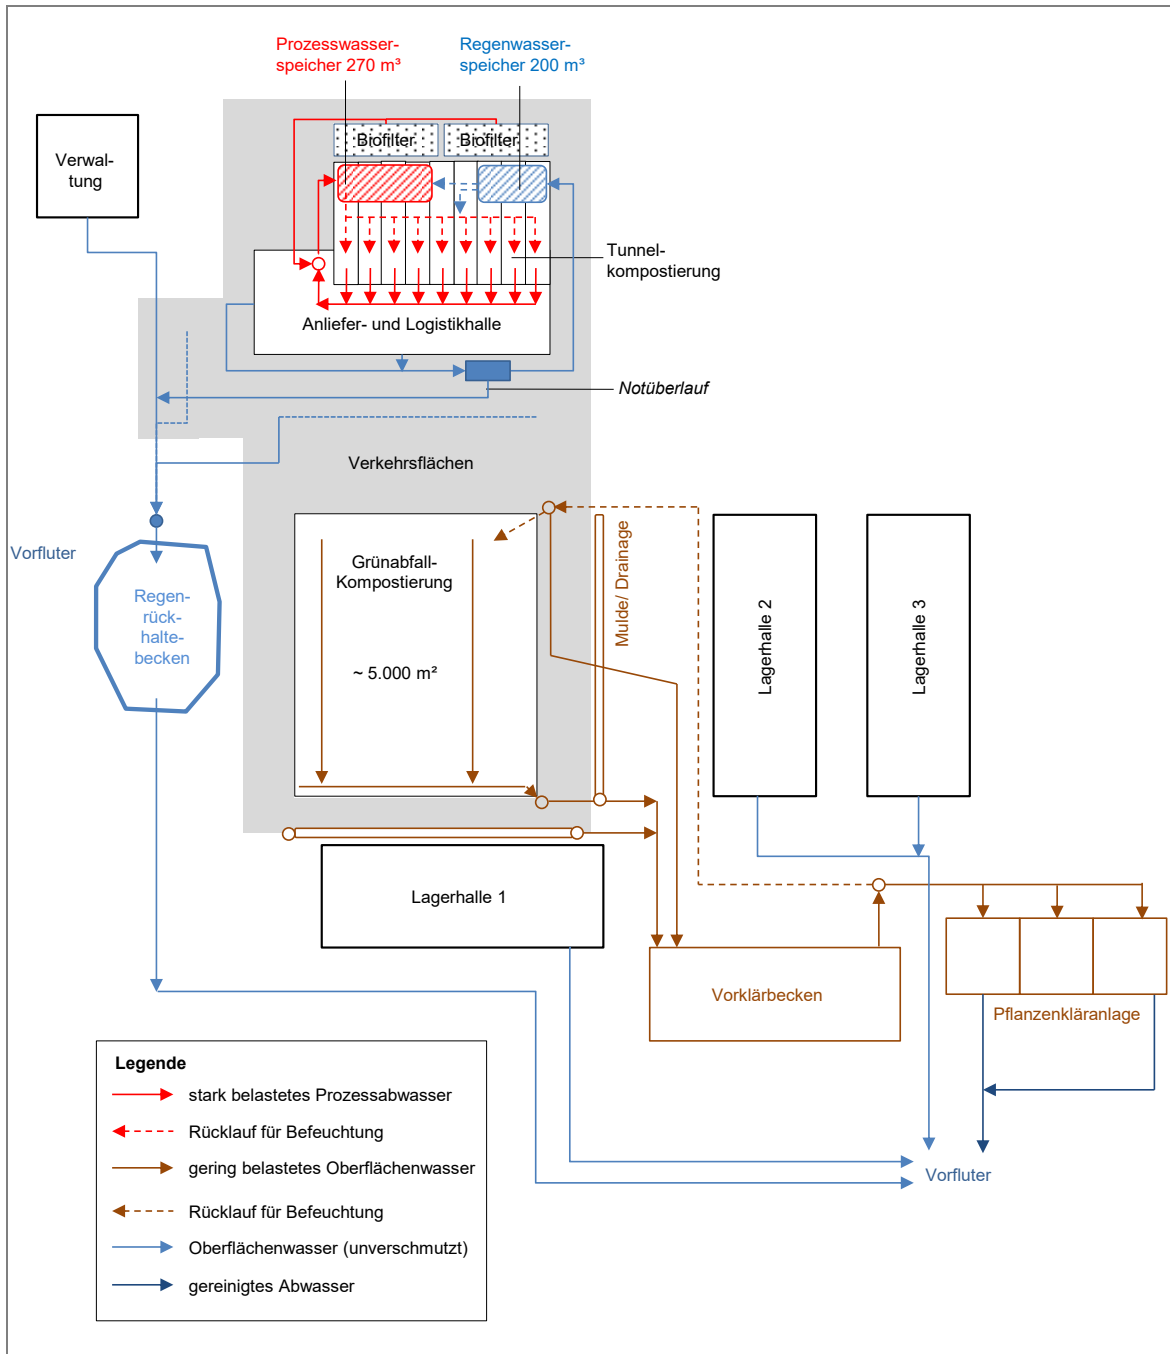 Prozesswasser-
speicher 270 m³
Regenwasser-
speicher 200 m³
Verwal-
tung
Biofilter
Biofilter
Tunnel-
kompostierung
Anliefer- und Logistikhalle
Notüberlauf
Verkehrsflächen
Vorfluter
Regen-
rück-
halte-
becken
Grünabfall-
Kompostierung
~ 5.000 m²
Mulde/ Drainage
Lagerhalle 2
Lagerhalle 3
Lagerhalle 1
Vorklärbecken
Pflanzenkläranlage
Vorfluter
Legende
stark belastetes Prozessabwasser
Rücklauf für Befeuchtung
gering belastetes Oberflächenwasser
Rücklauf für Befeuchtung
Oberflächenwasser (unverschmutzt)
gereinigtes Abwasser